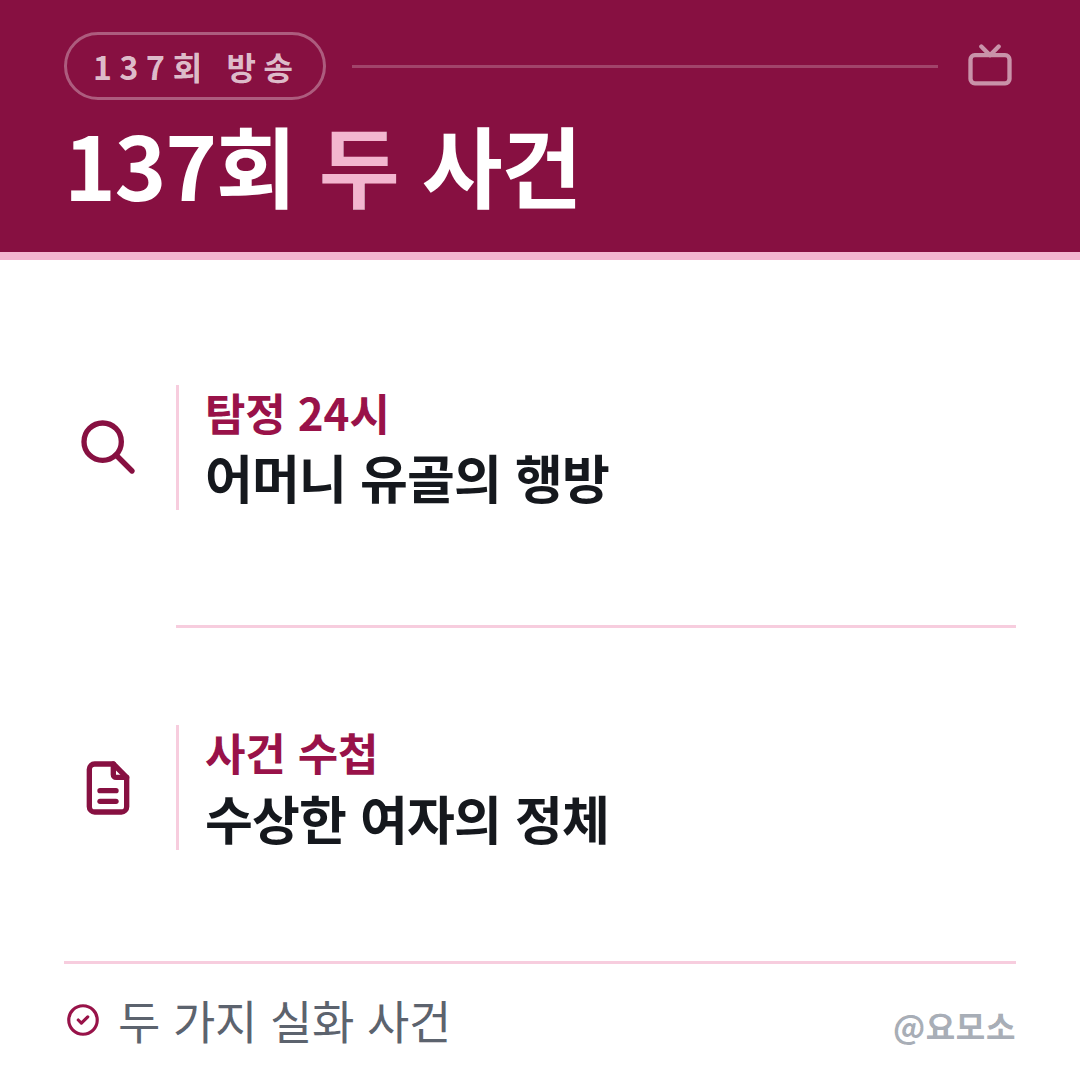 137회 방송
137회 두 사건
탐정 24시
어머니 유골의 행방
사건 수첩
수상한 여자의 정체
두 가지 실화 사건
@요모소